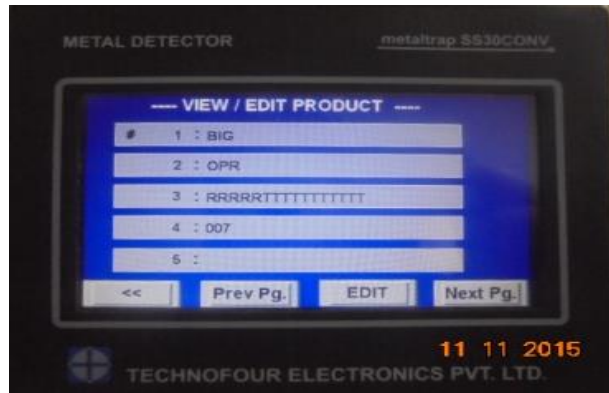 METAL DETECTOR metaltrap SS30CONV
---- VIEW / EDIT PRODUCT ----
# 1 : BIG
2 : OPR
3 : RRRRRTTTTTTTTTTTT
4 : 007
5 :
<< Prev Pg. EDIT Next Pg.
11 11 2015
TECHNOFOUR ELECTRONICS PVT. LTD.